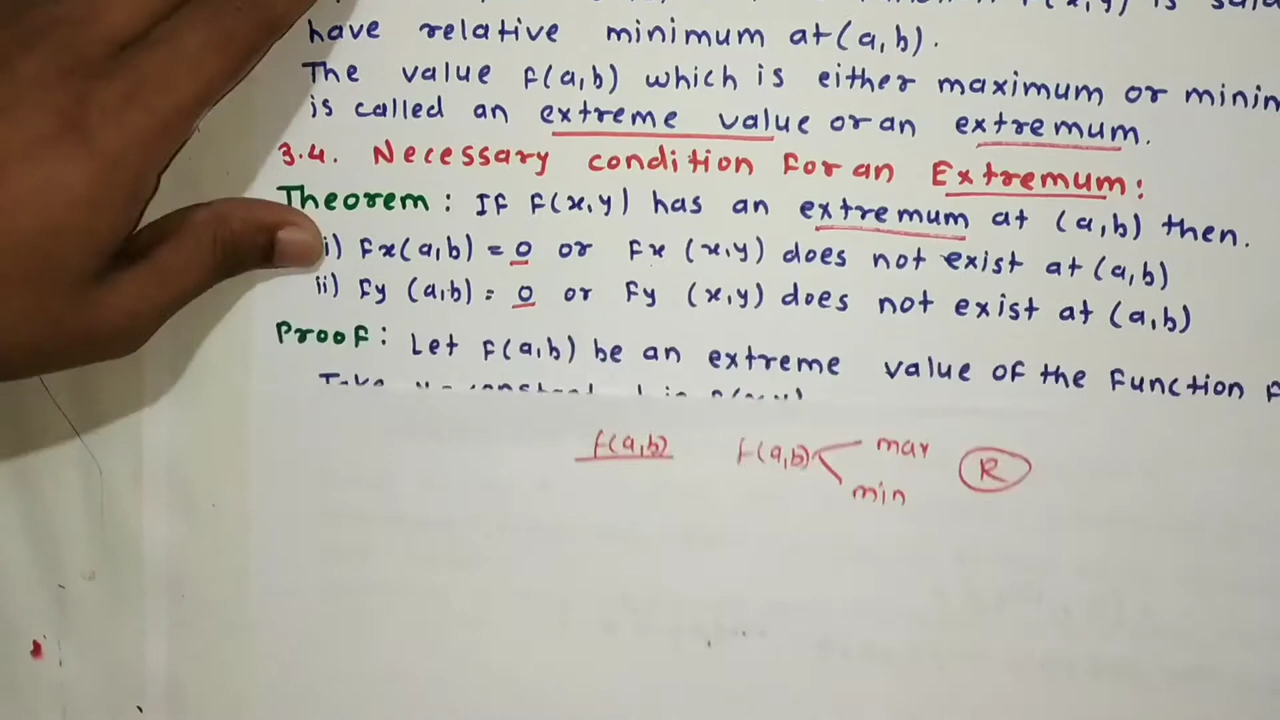 f(x,y) is said
have relative minimum at (a,b).
The value f(a,b) which is either maximum or minim
is called an extreme value or an extremum.
3.4. Necessary condition for an Extremum:
Theorem: If f(x,y) has an extremum at (a,b) then.
i) fx(a,b) = 0 or fx (x,y) does not exist at (a,b)
ii) fy (a,b) = 0 or fy (x,y) does not exist at (a,b)
Proof: Let f(a,b) be an extreme value of the function f
f(a,b) f(a,b) max R
min